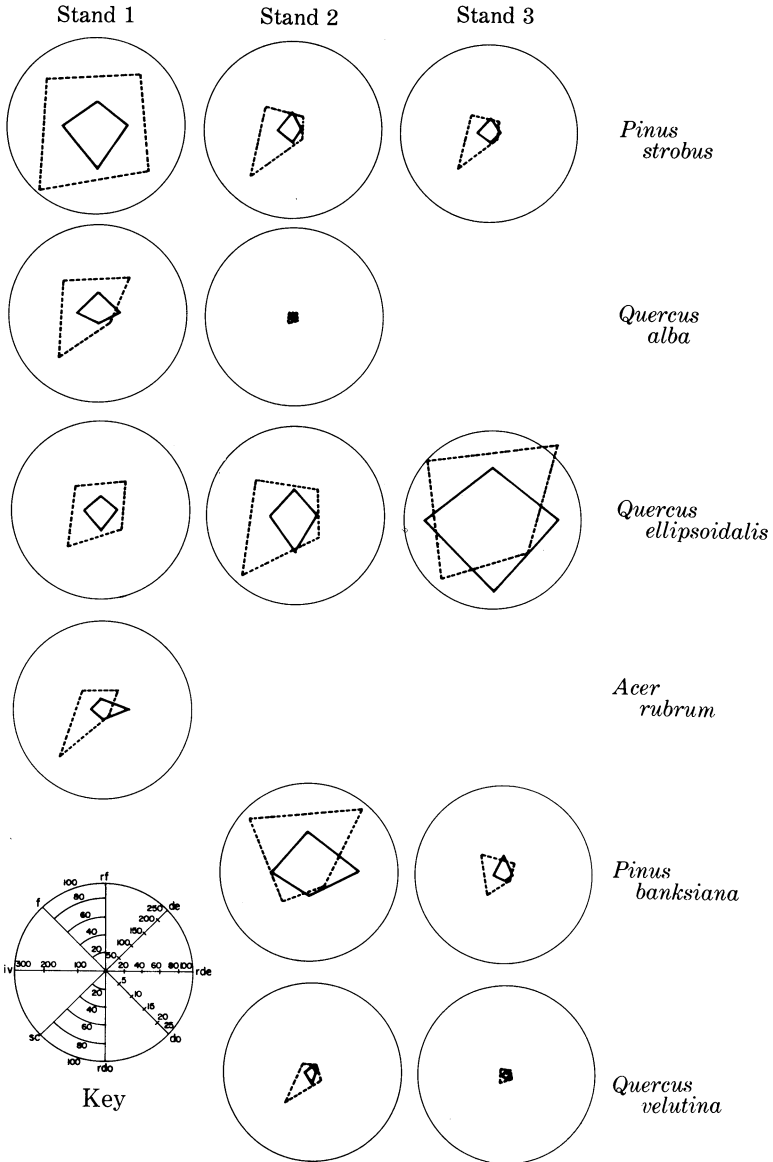 Stand 1 Stand 2 Stand 3
Pinus
strobus
Quercus
alba
Quercus
ellipsoidalis
Acer
rubrum
Pinus
banksiana
Quercus
velutina
rf
100
80
60
40
20
f
de
250
200
150
100
50
iv 300 200 100 20 40 60 80 100 rde
20
40
60
80
100
sc
5
10
15
20
25
do
rdo
Key